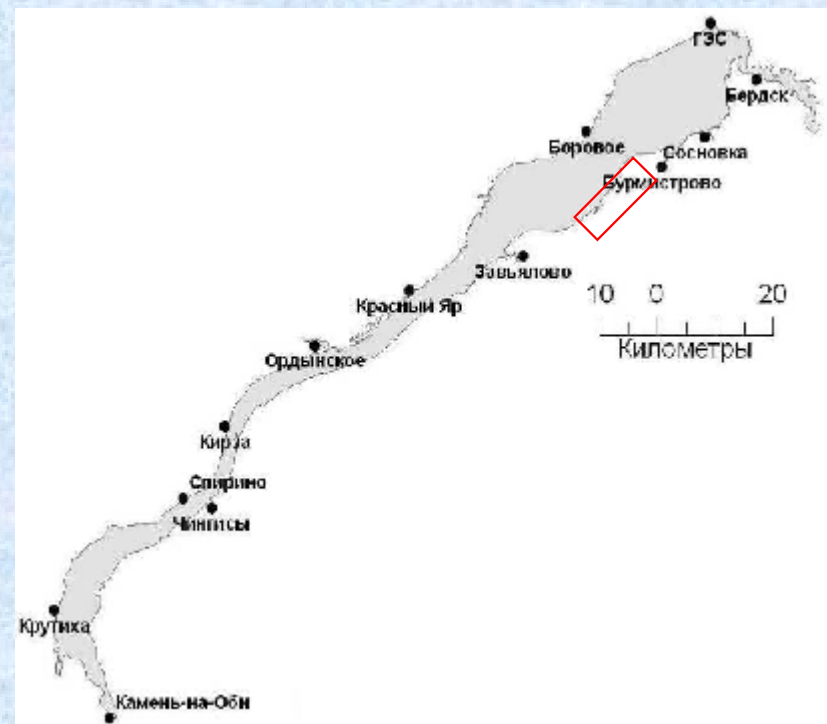 ГЭС
Бердск
Боровое
Сосновка
Бурмистрово
Завьялово
10 0 20
Километры
Красный Яр
Ордынское
Кирза
Спирино
Чингисы
Крутиха
Камень-на-Оби